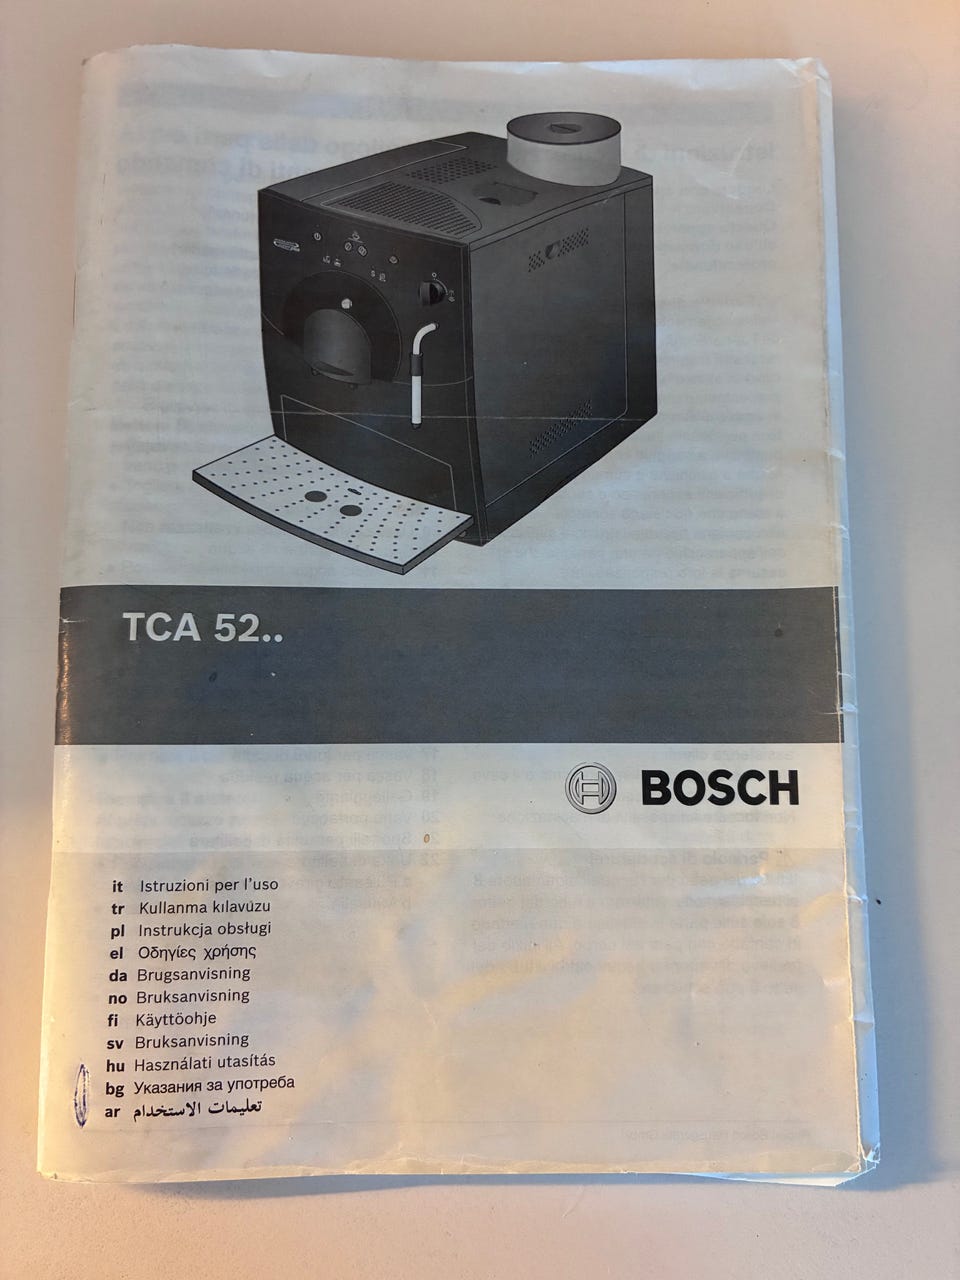 TCA 52..
BOSCH
it Istruzioni per l'uso
tr Kullanma kılavuzu
pl Instrukcja obsługi
el Οδηγίες χρήσης
da Brugsanvisning
no Bruksanvisning
fi Käyttöohje
sv Bruksanvisning
hu Használati utasítás
bg Указания за употреба
ar تعليمات الاستخدام